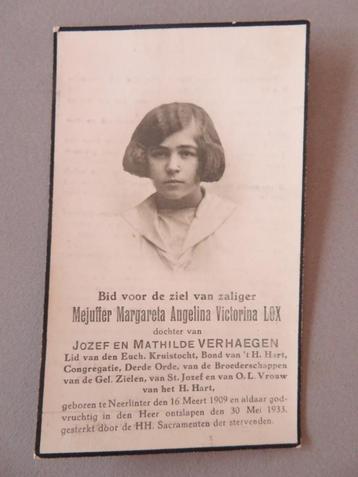 Bid voor de ziel van zaliger
Mejuffer Margareta Angelina Victorina LOX
dochter van
JOZEF EN MATHILDE VERHAEGEN
Lid van den Euch. Kruistocht, Bond van 't H. Hart,
Congregatie, Derde Orde, van de Broederschappen
van de Gel. Zielen, van St. Jozef en van O. L. Vrouw
van het H. Hart,
geboren te Neerlinter den 16 Meert 1909 en aldaar god-
vruchtig in den Heer ontslapen den 30 Mei 1933.
gesterkt door de HH. Sacramenten der stervenden.